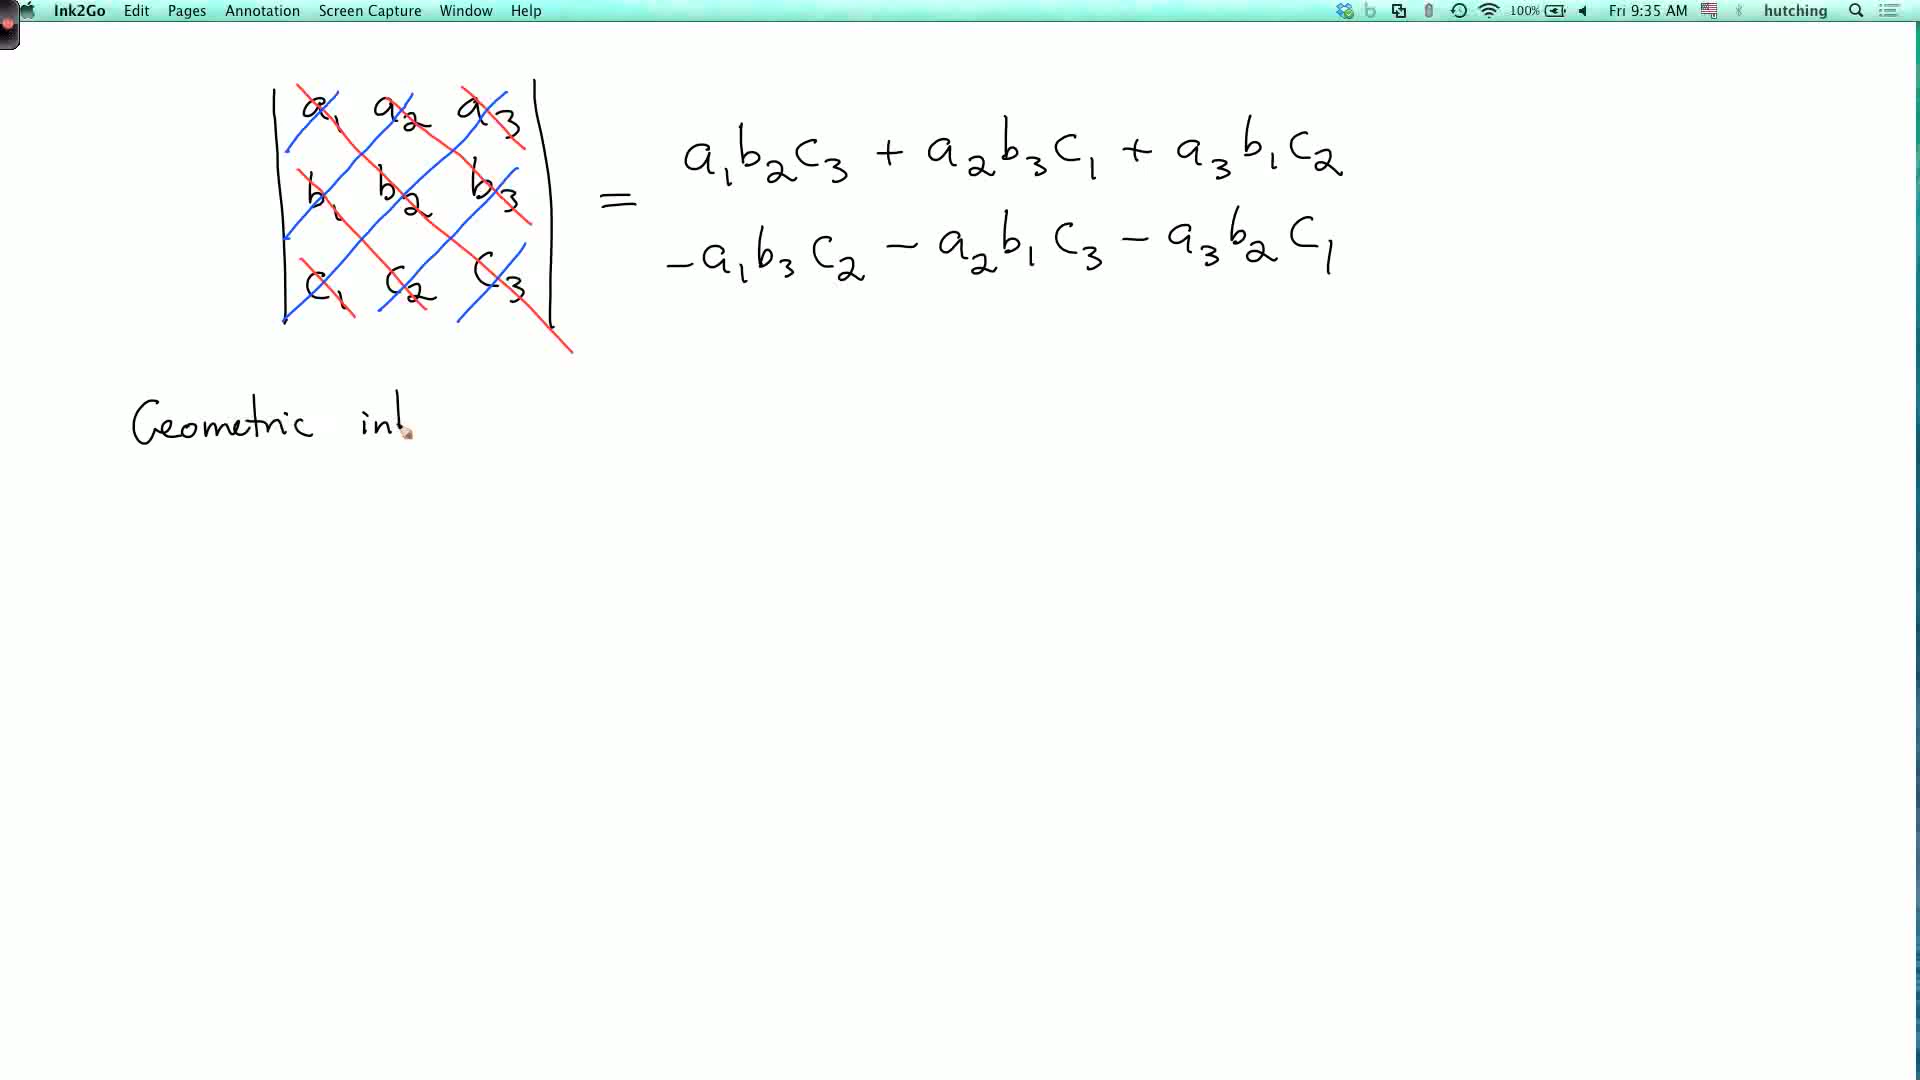 Ink2Go Edit Pages Annotation Screen Capture Window Help 100% Fri 9:35 AM hutching
a₁ a₂ a₃
b₁ b₂ b₃
c₁ c₂ c₃
= a₁b₂c₃ + a₂b₃c₁ + a₃b₁c₂
-a₁b₃c₂ - a₂b₁c₃ - a₃b₂c₁
Geometric int